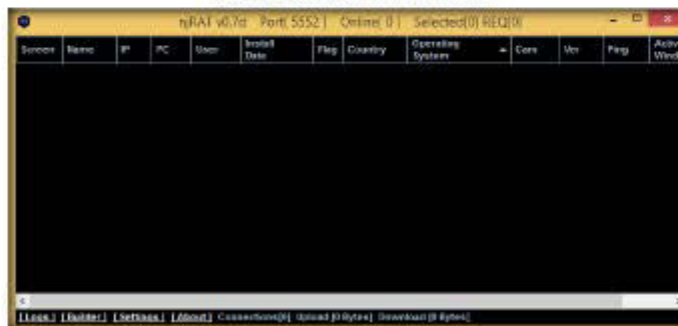 njRAT v0.7d Port[ 5552 ] Online[ 0 ] Selected[0] REQ[0]
Screen Name IP PC User Install Date Flag Country Operating System Cam Ver Ping
[Logs] [Builder] [Settings] [About] Connections[0] Upload [0 Bytes] Download [0 Bytes]